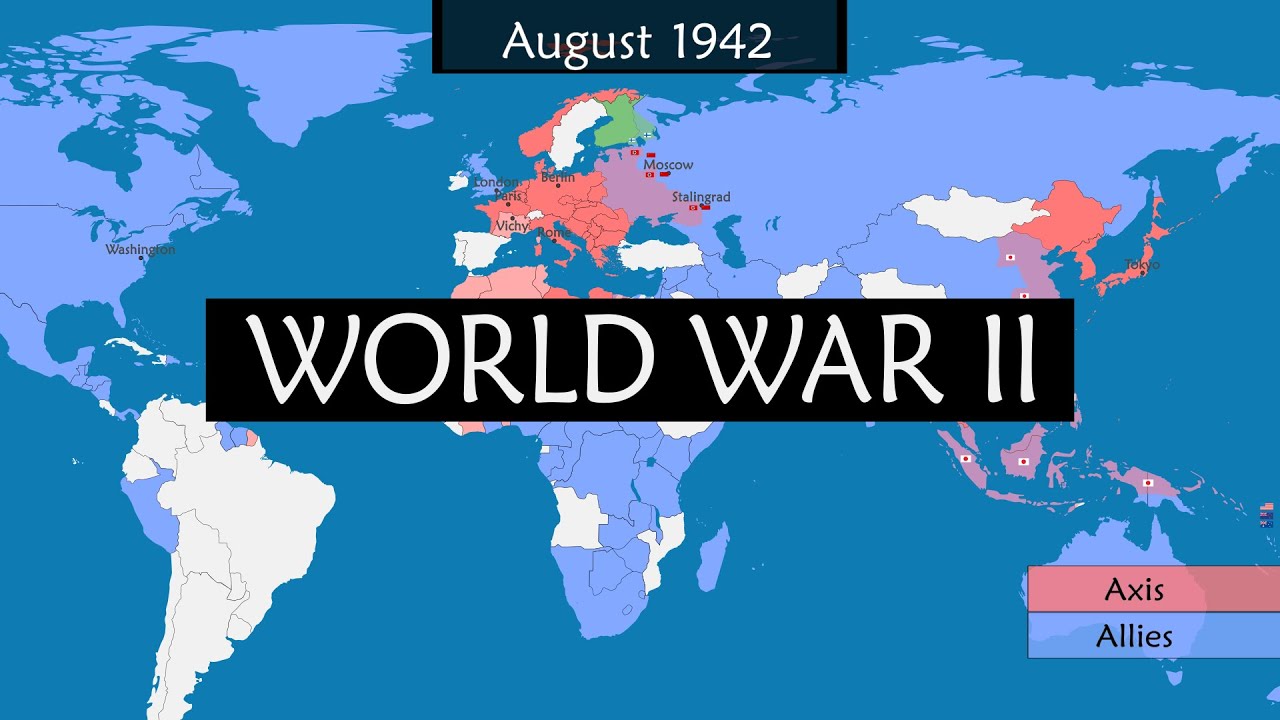 August 1942
Moscow
London
Berlin
Paris
Stalingrad
Vichy
Rome
Washington
Tokyo
WORLD WAR II
Axis
Allies